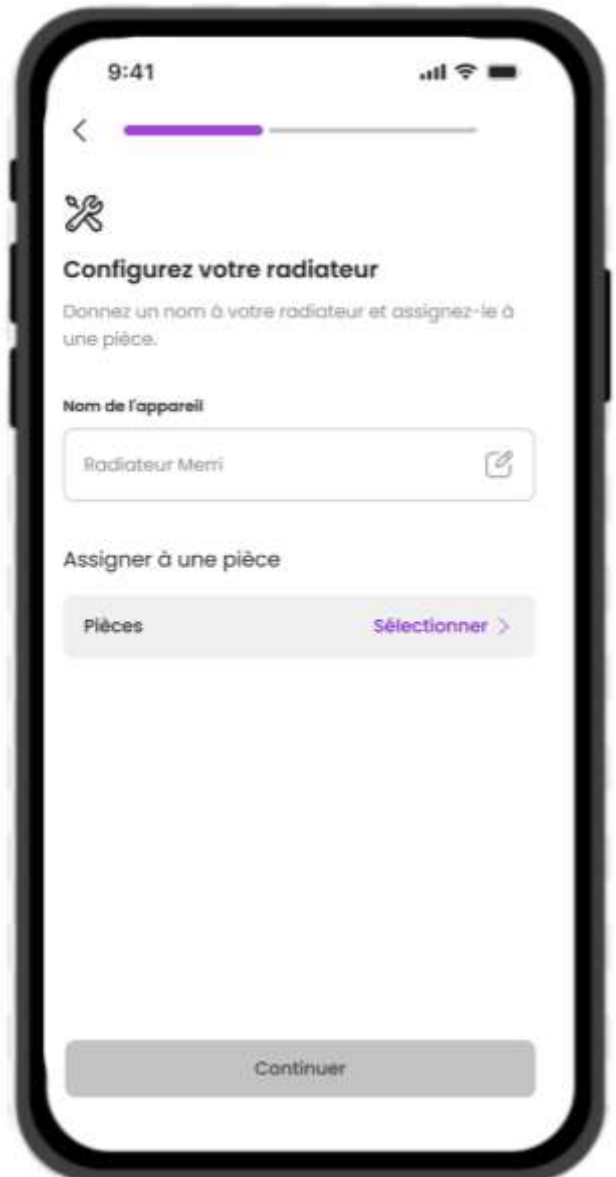 9:41
Configurez votre radiateur
Donnez un nom à votre radiateur et assignez-le à
une pièce.
Nom de l'appareil
Radiateur Merri
Assigner à une pièce
Pièces Sélectionner >
Continuer